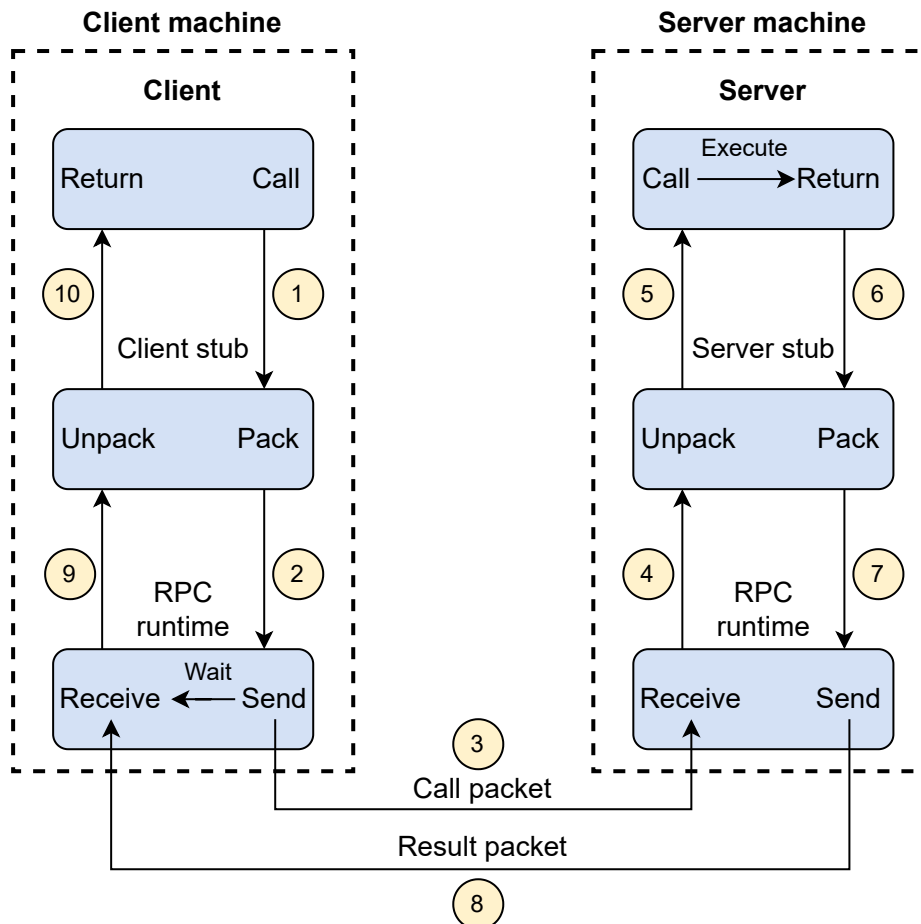 Client machine
Client
Return
Call
10
1
Client stub
Unpack
Pack
9
2
RPC
runtime
Receive
Wait
Send
Server machine
Server
Call
Execute
Return
5
6
Server stub
Unpack
Pack
4
7
RPC
runtime
Receive
Send
3
Call packet
Result packet
8